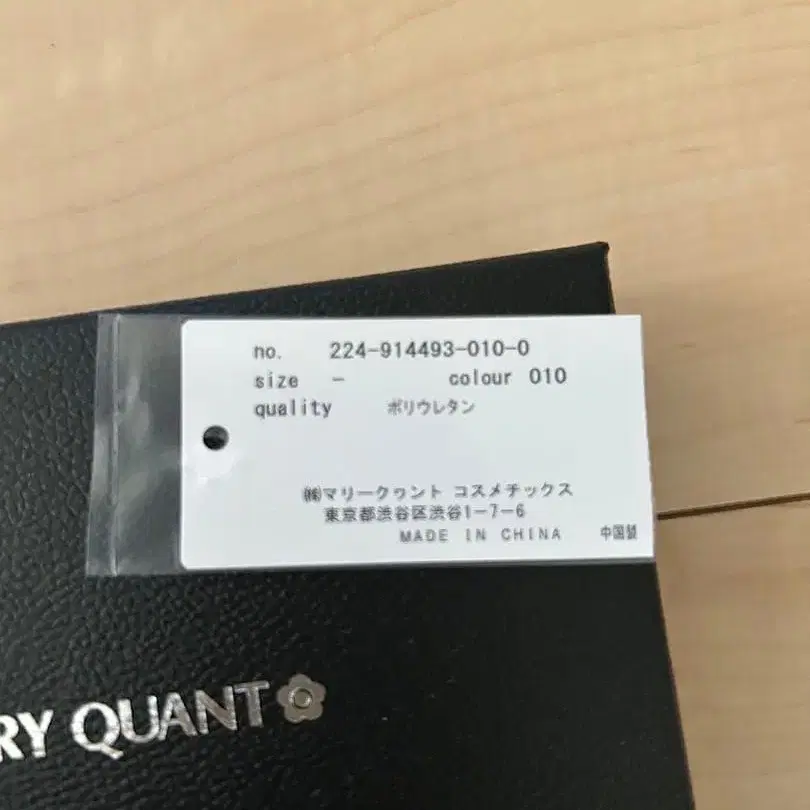 no. 224-914493-010-0
size - colour 010
quality ポリウレタン
㈱マリークヮント コスメチックス
東京都渋谷区渋谷1-7-6
MADE IN CHINA 中国製
RY QUANT